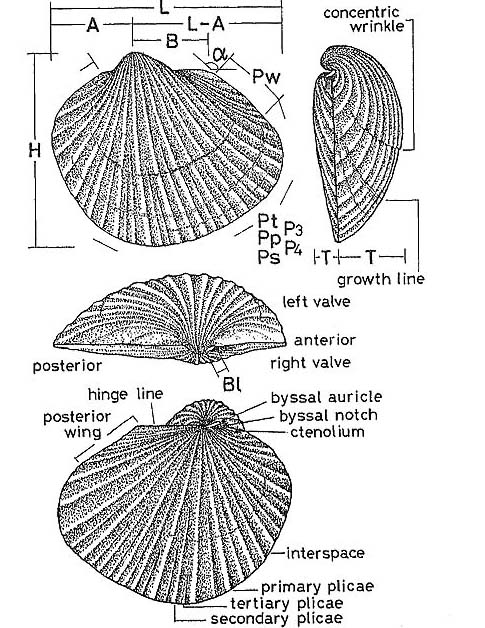 L
A
L-A
B
α
Pw
H
concentric
wrinkle
Pt
Pp P3
Ps P4
T
T
growth line
left valve
anterior
posterior
right valve
Bl
hinge line
byssal auricle
posterior
wing
byssal notch
ctenolium
interspace
primary plicae
tertiary plicae
secondary plicae